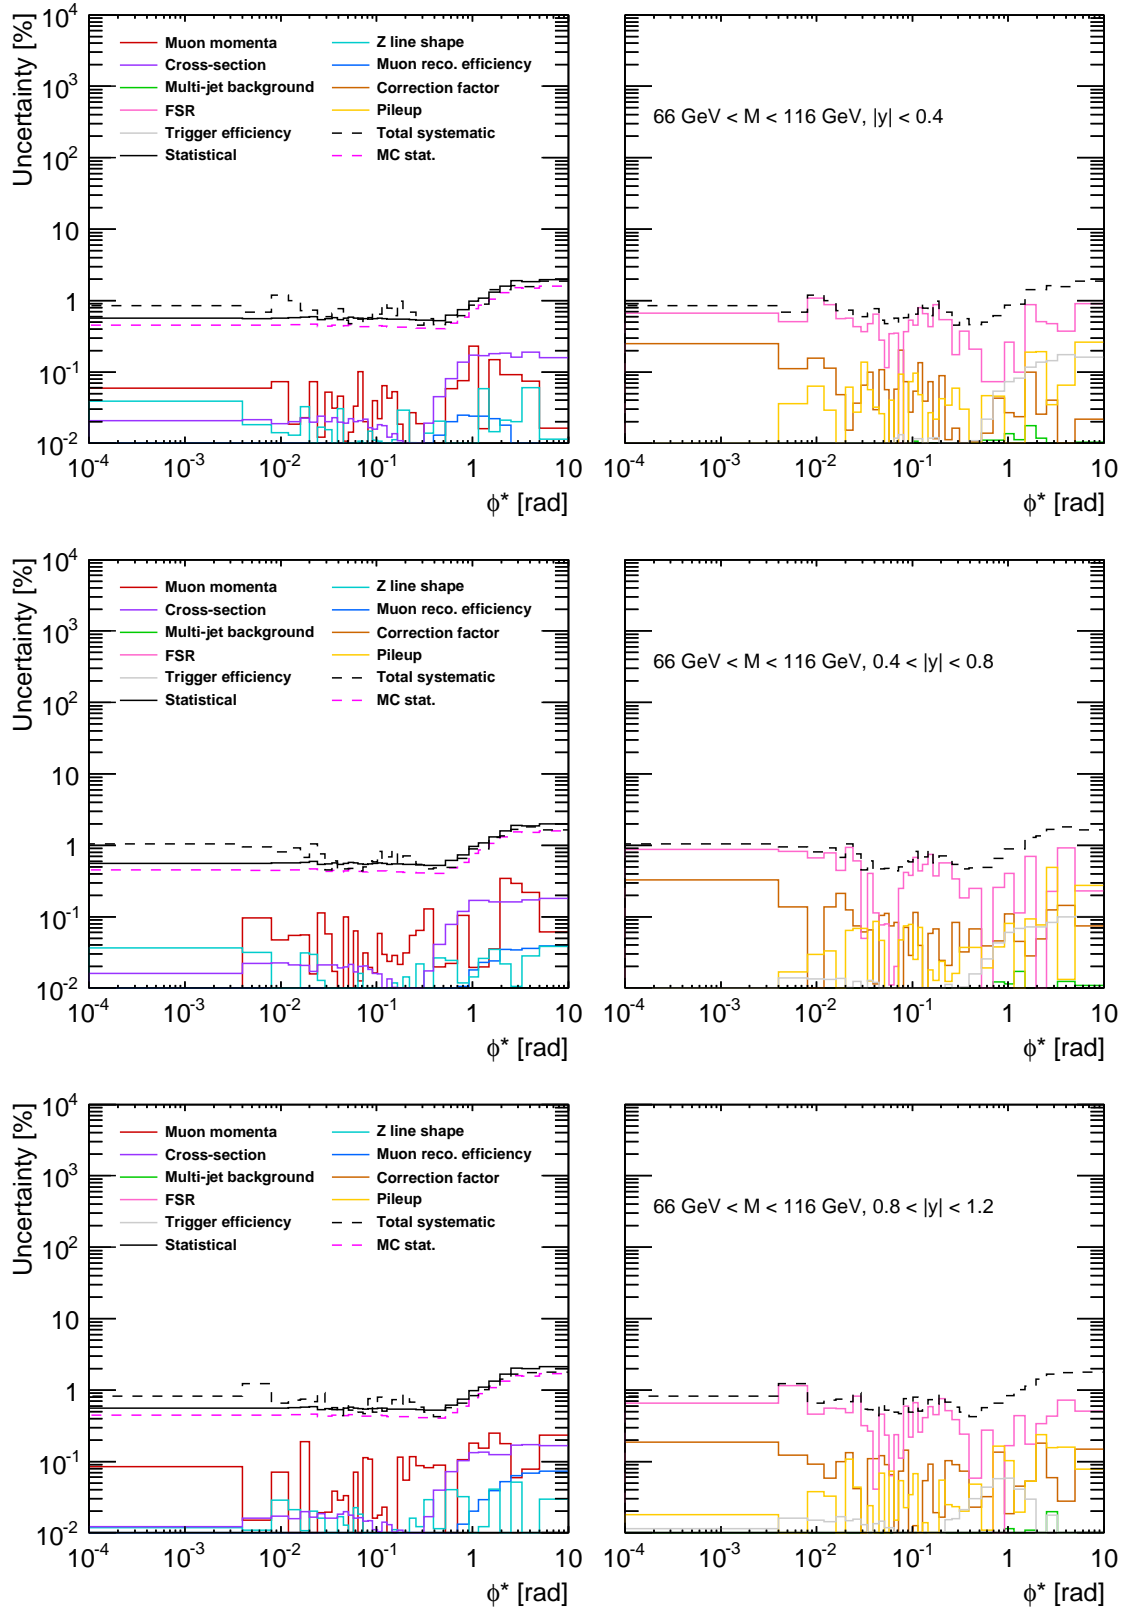 Uncertainty [%]
10^4
10^3
10^2
10
1
10^-1
10^-2
Muon momenta
Cross-section
Multi-jet background
FSR
Trigger efficiency
Statistical
Z line shape
Muon reco. efficiency
Correction factor
Pileup
Total systematic
MC stat.
10^-4 10^-3 10^-2 10^-1 1 10
ϕ* [rad]
66 GeV < M < 116 GeV, |y| < 0.4
10^-4 10^-3 10^-2 10^-1 1 10
ϕ* [rad]
Uncertainty [%]
10^4
10^3
10^2
10
1
10^-1
10^-2
Muon momenta
Cross-section
Multi-jet background
FSR
Trigger efficiency
Statistical
Z line shape
Muon reco. efficiency
Correction factor
Pileup
Total systematic
MC stat.
10^-4 10^-3 10^-2 10^-1 1 10
ϕ* [rad]
66 GeV < M < 116 GeV, 0.4 < |y| < 0.8
10^-4 10^-3 10^-2 10^-1 1 10
ϕ* [rad]
Uncertainty [%]
10^4
10^3
10^2
10
1
10^-1
10^-2
Muon momenta
Cross-section
Multi-jet background
FSR
Trigger efficiency
Statistical
Z line shape
Muon reco. efficiency
Correction factor
Pileup
Total systematic
MC stat.
10^-4 10^-3 10^-2 10^-1 1 10
ϕ* [rad]
66 GeV < M < 116 GeV, 0.8 < |y| < 1.2
10^-4 10^-3 10^-2 10^-1 1 10
ϕ* [rad]